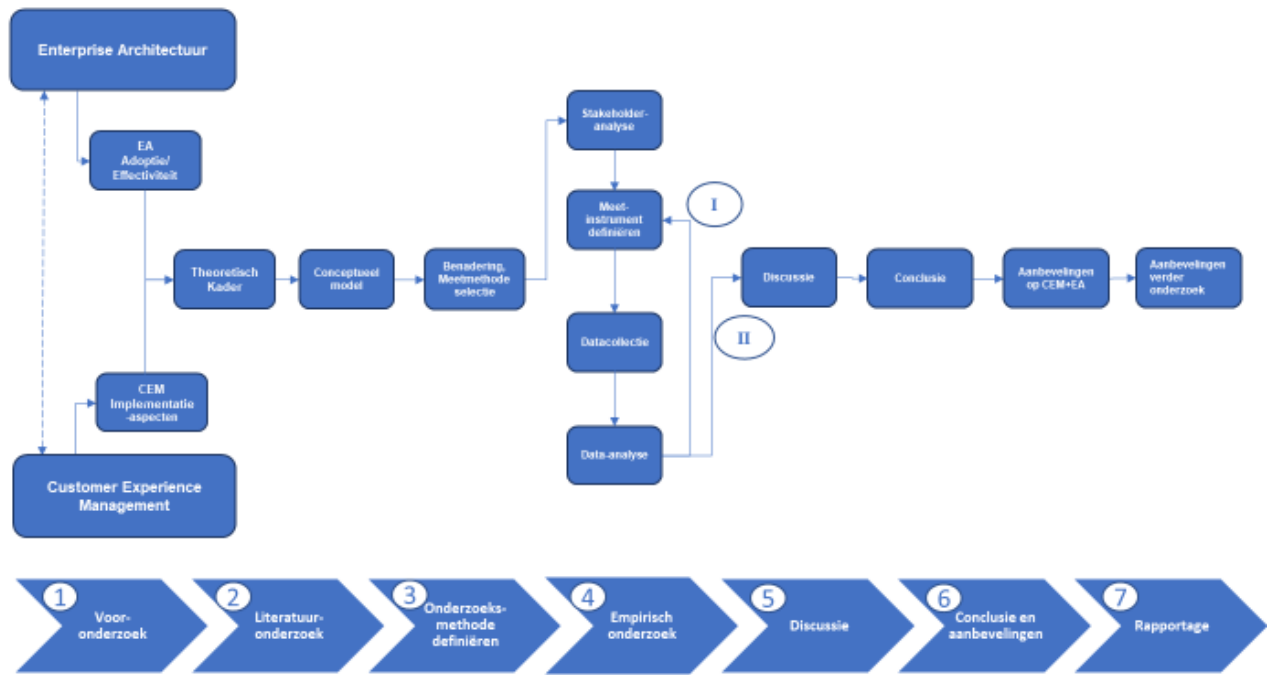 Enterprise Architectuur
EA
Adoptie/
Effectiviteit
Theoretisch
Kader
Conceptueel
model
Benadering,
Meetmethode
selectie
CEM
Implementatie
-aspecten
Customer Experience
Management
Stakeholder-
analyse
Meet-
instrument
definiëren
Datacollectie
Data-analyse
I
II
Discussie
Conclusie
Aanbevelingen
op CEM+EA
Aanbevelingen
verder
onderzoek
1
Voor-
onderzoek
2
Literatuur-
onderzoek
3
Onderzoeks-
methode
definiëren
4
Empirisch
onderzoek
5
Discussie
6
Conclusie en
aanbevelingen
7
Rapportage